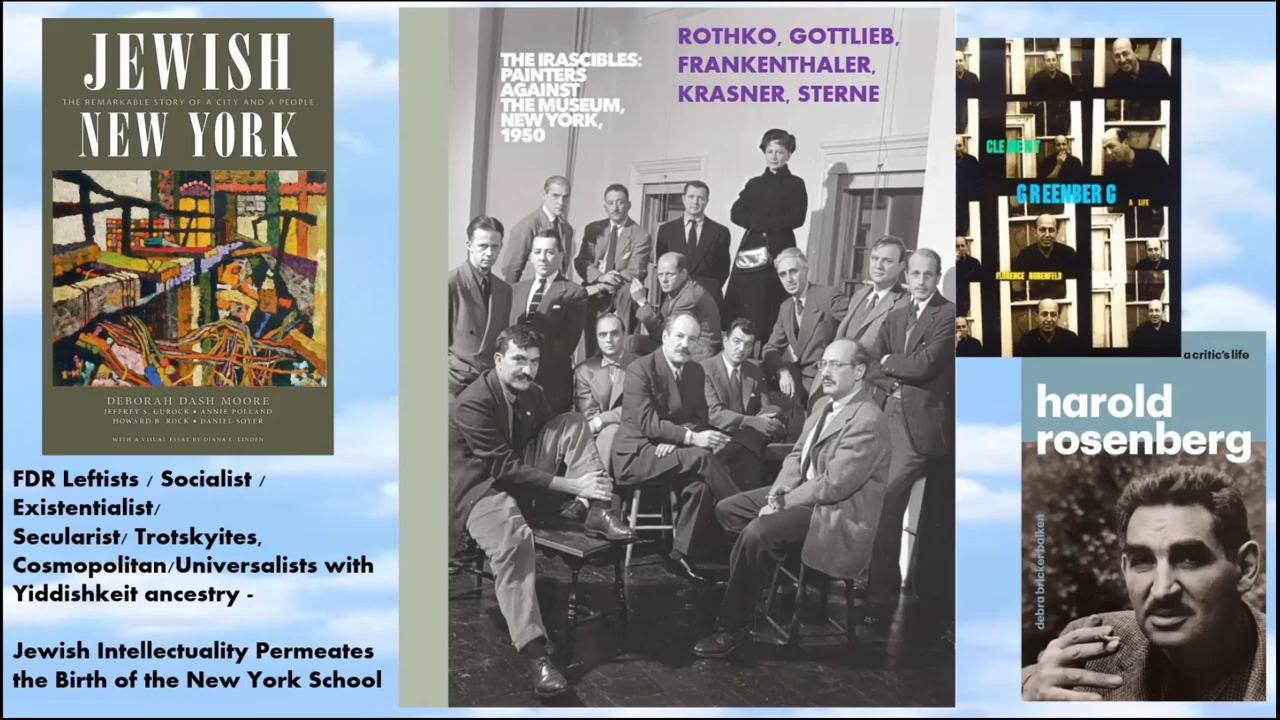 JEWISH
THE REMARKABLE STORY OF A CITY AND A PEOPLE
NEW YORK
DEBORAH DASH MOORE
JEFFREY S. GUROCK • ANNIE POLLAND
HOWARD B. ROCK • DANIEL SOYER
WITH A VISUAL ESSAY BY DIANA L. LINDEN
FDR Leftists / Socialist /
Existentialist/
Secularist/ Trotskyites,
Cosmopolitan/Universalists with
Yiddishkeit ancestry -
Jewish Intellectuality Permeates
the Birth of the New York School
THE IRASCIBLES:
PAINTERS
AGAINST
THE MUSEUM,
NEW YORK,
1950
ROTHKO, GOTTLIEB,
FRANKENTHALER,
KRASNER, STERNE
CLEMENT
GREENBERG
A LIFE
FLORENCE RUBENFELD
a critic's life
harold
rosenberg
debra bricker balken